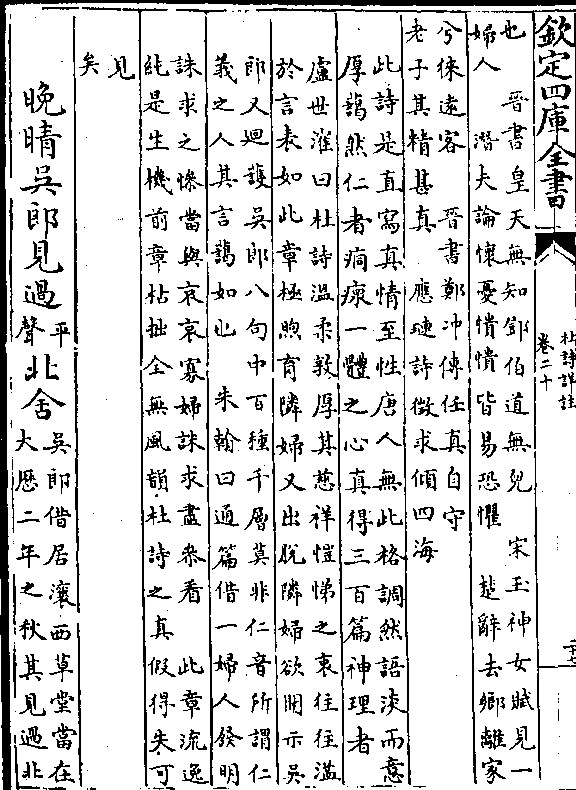 欽定四庫全書
杜詩詳註
卷二十
二十七
也　晉書皇天無知鄧伯道無兒　宋玉神女賦見一
婦人　潛夫論懷憂憒憒皆易恐懼　楚辭去鄉離家
兮徠遠客　晉書鄭冲傳任真自守
老子其精甚真　應璩詩徵求傾四海
此詩是直寫真情至性唐人無此格調然語淡而意
厚藹然仁者痌瘝一體之心真得三百篇神理者
盧世㴶曰杜詩温柔敦厚其慈祥愷悌之衷往往溢
於言表如此章極煦育隣婦又出脫隣婦欲開示吳
郎又迴護吳郎八句中百種千層莫非仁音所謂仁
義之人其言藹如也　朱翰曰通篇借一婦人發明
誅求之慘當與哀哀寡婦誅求盡參看　此章流逸
純是生機前章枯拙全無風韻杜詩之真假得失可
見
矣
晚晴吳郎見過平聲北舍
吳郎借居瀼西草堂當在
大厯二年之秋其見過北